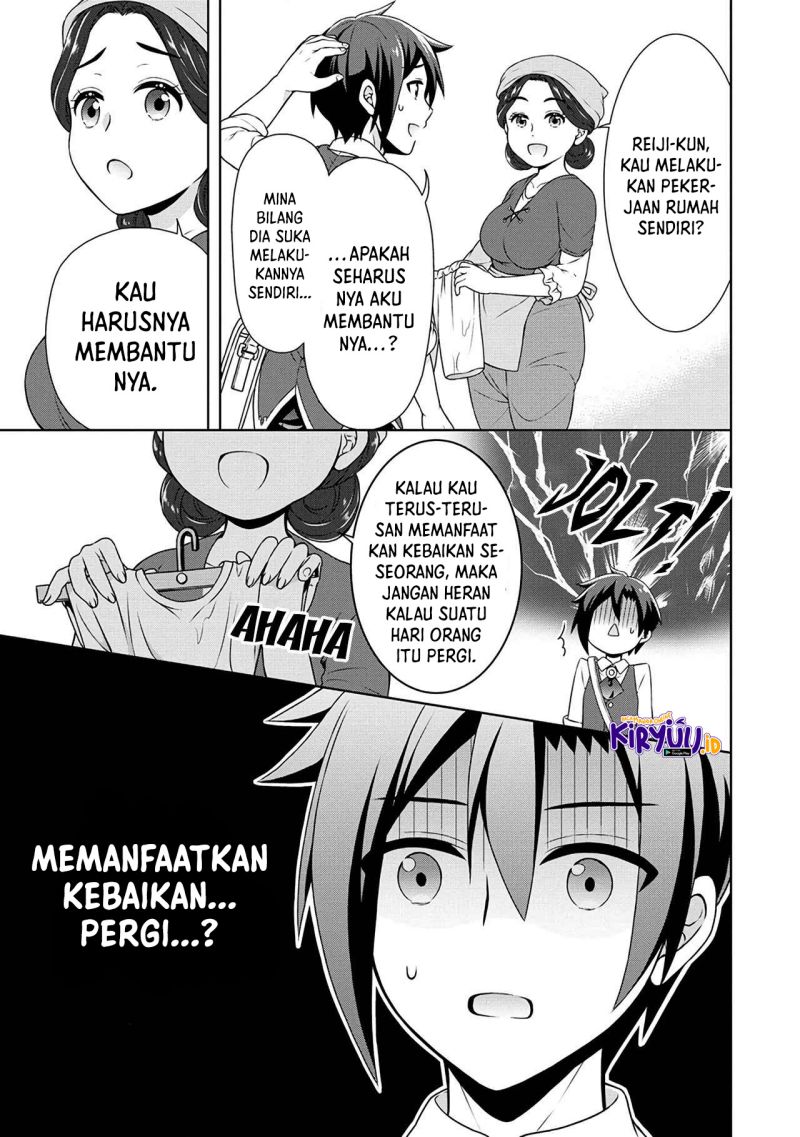 REIJI-KUN,
KAU MELAKU-
KAN PEKER-
JAAN RUMAH
SENDIRI?
MINA
BILANG
DIA SUKA
MELAKU-
KANNYA
SENDIRI...
...APAKAH
SEHARUS
NYA AKU
MEMBANTU
NYA...?
KAU
HARUSNYA
MEMBANTU
NYA.
JOLT!
KALAU KAU
TERUS-TERU-
SAN MEMANFAAT
KAN KEBAIKAN SE-
SEORANG, MAKA
JANGAN HERAN
KALAU SUATU
HARI ORANG
ITU PERGI.
AHAHA
KIRYUU.ID
MEMANFAATKAN
KEBAIKAN...
PERGI...?